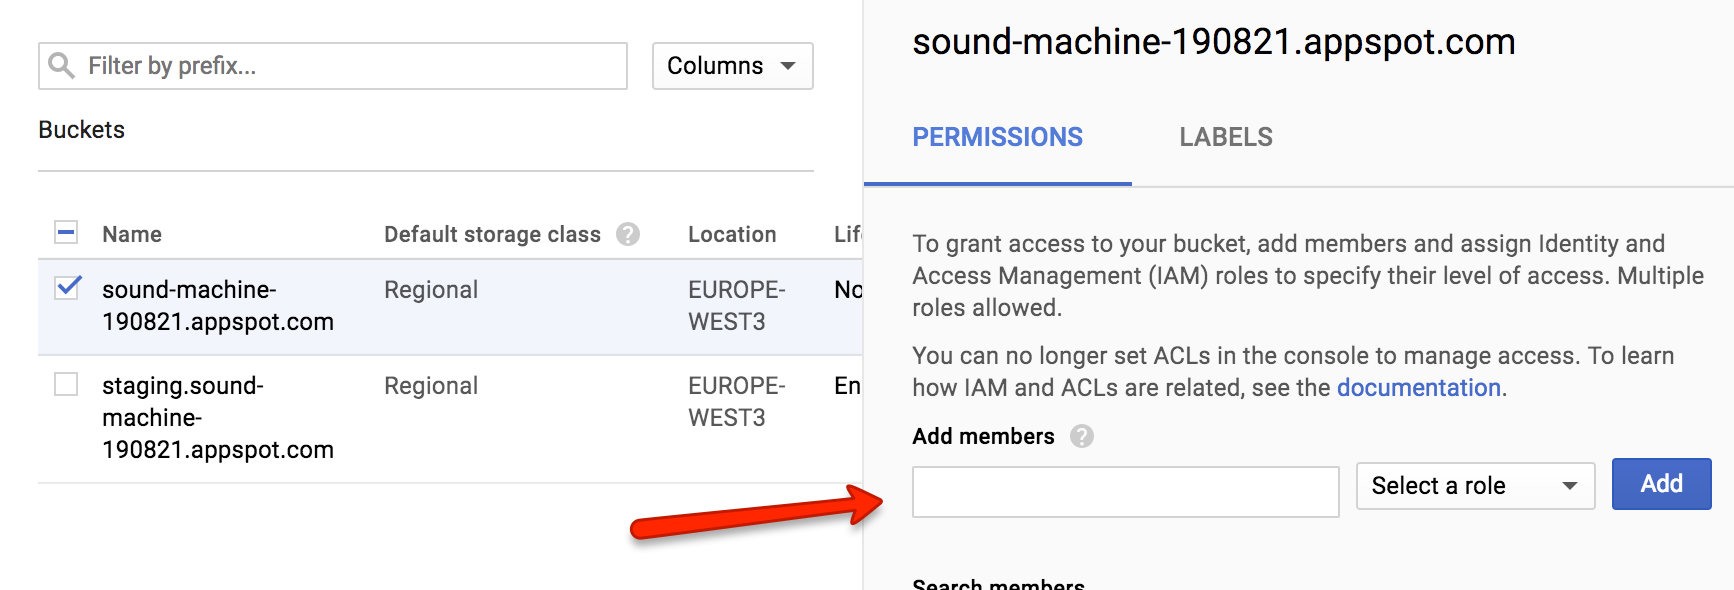 Filter by prefix...
Columns
Buckets
Name
Default storage class
?
Location
Lif
sound-machine-
190821.appspot.com
Regional
EUROPE-
WEST3
No
staging.sound-
machine-
190821.appspot.com
Regional
EUROPE-
WEST3
En
sound-machine-190821.appspot.com
PERMISSIONS
LABELS
To grant access to your bucket, add members and assign Identity and
Access Management (IAM) roles to specify their level of access. Multiple
roles allowed.
You can no longer set ACLs in the console to manage access. To learn
how IAM and ACLs are related, see the documentation.
Add members
?
Select a role
Add
Search members